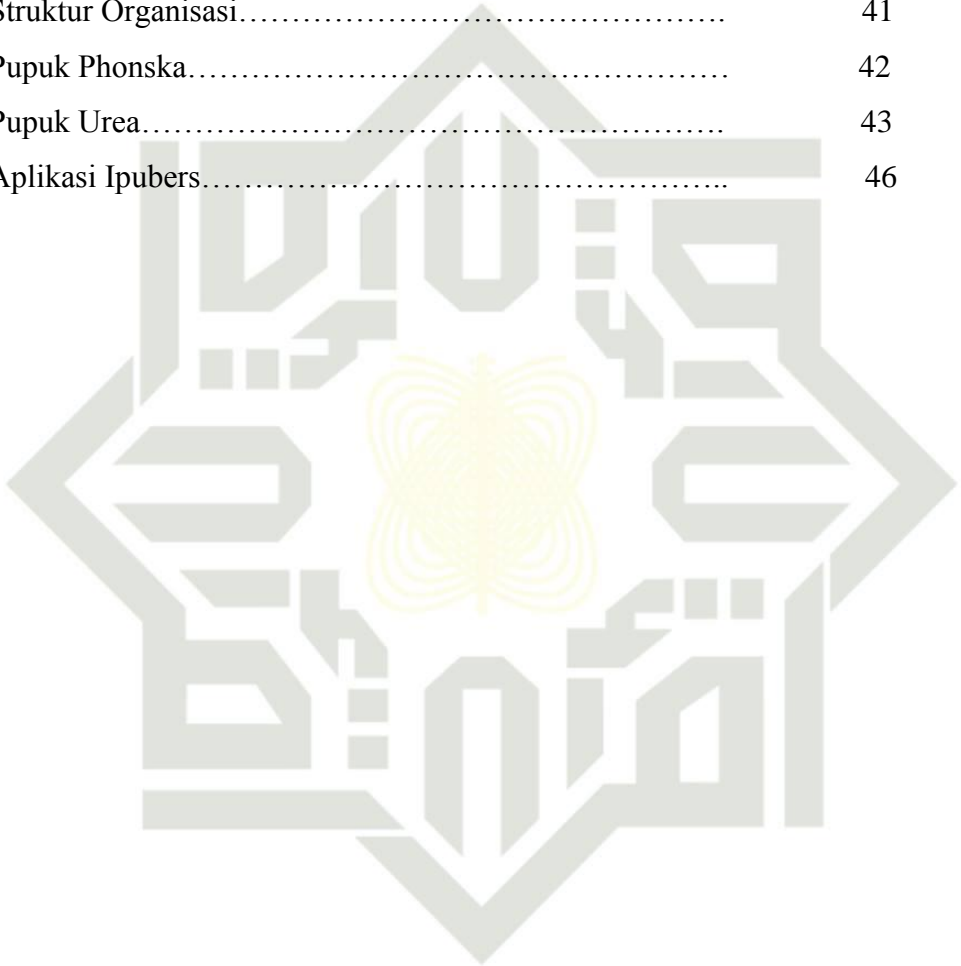 Struktur Organisasi…………………………………………. 41
Pupuk Phonska……………………………………………. 42
Pupuk Urea………………………………………………. 43
Aplikasi Ipubers………………………………………….. 46